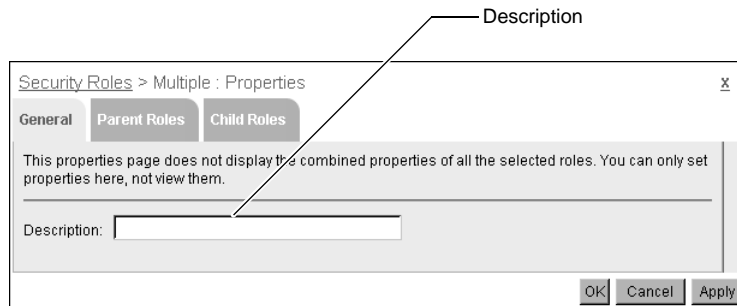 Description
Security Roles > Multiple : Properties x
General Parent Roles Child Roles
This properties page does not display the combined properties of all the selected roles. You can only set
properties here, not view them.
Description:
OK Cancel Apply